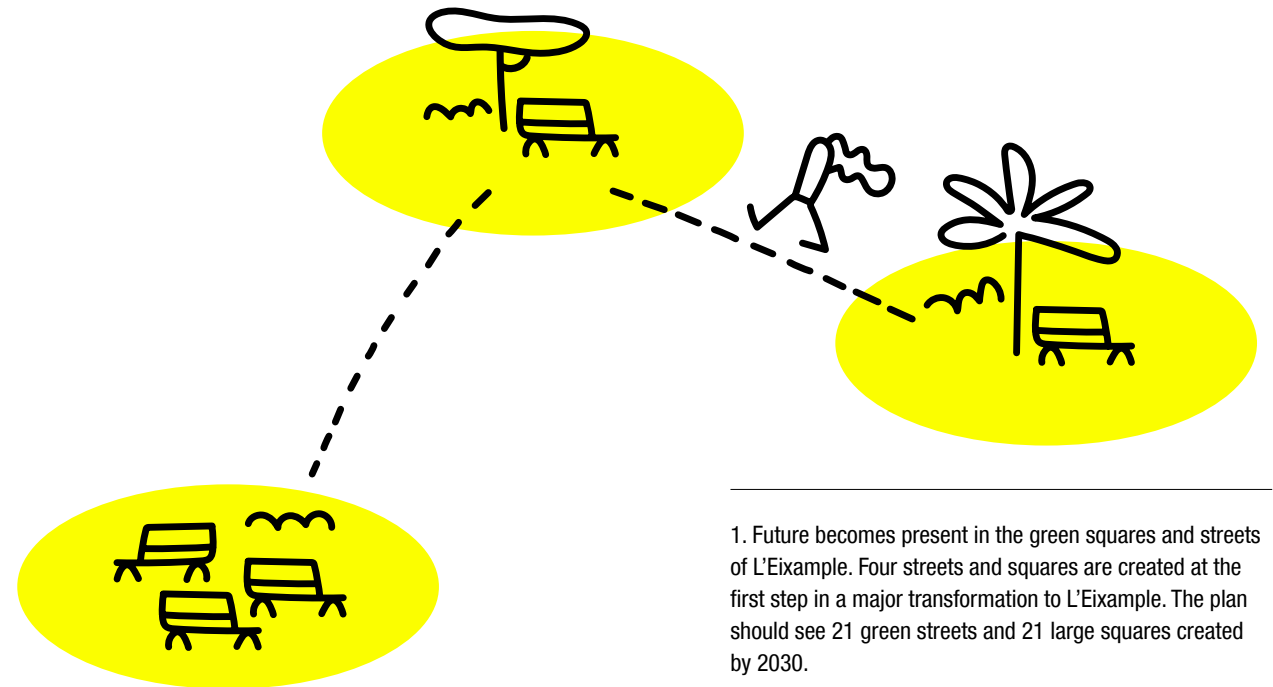 1. Future becomes present in the green squares and streets
of L’Eixample. Four streets and squares are created at the
first step in a major transformation to L’Eixample. The plan
should see 21 green streets and 21 large squares created
by 2030.